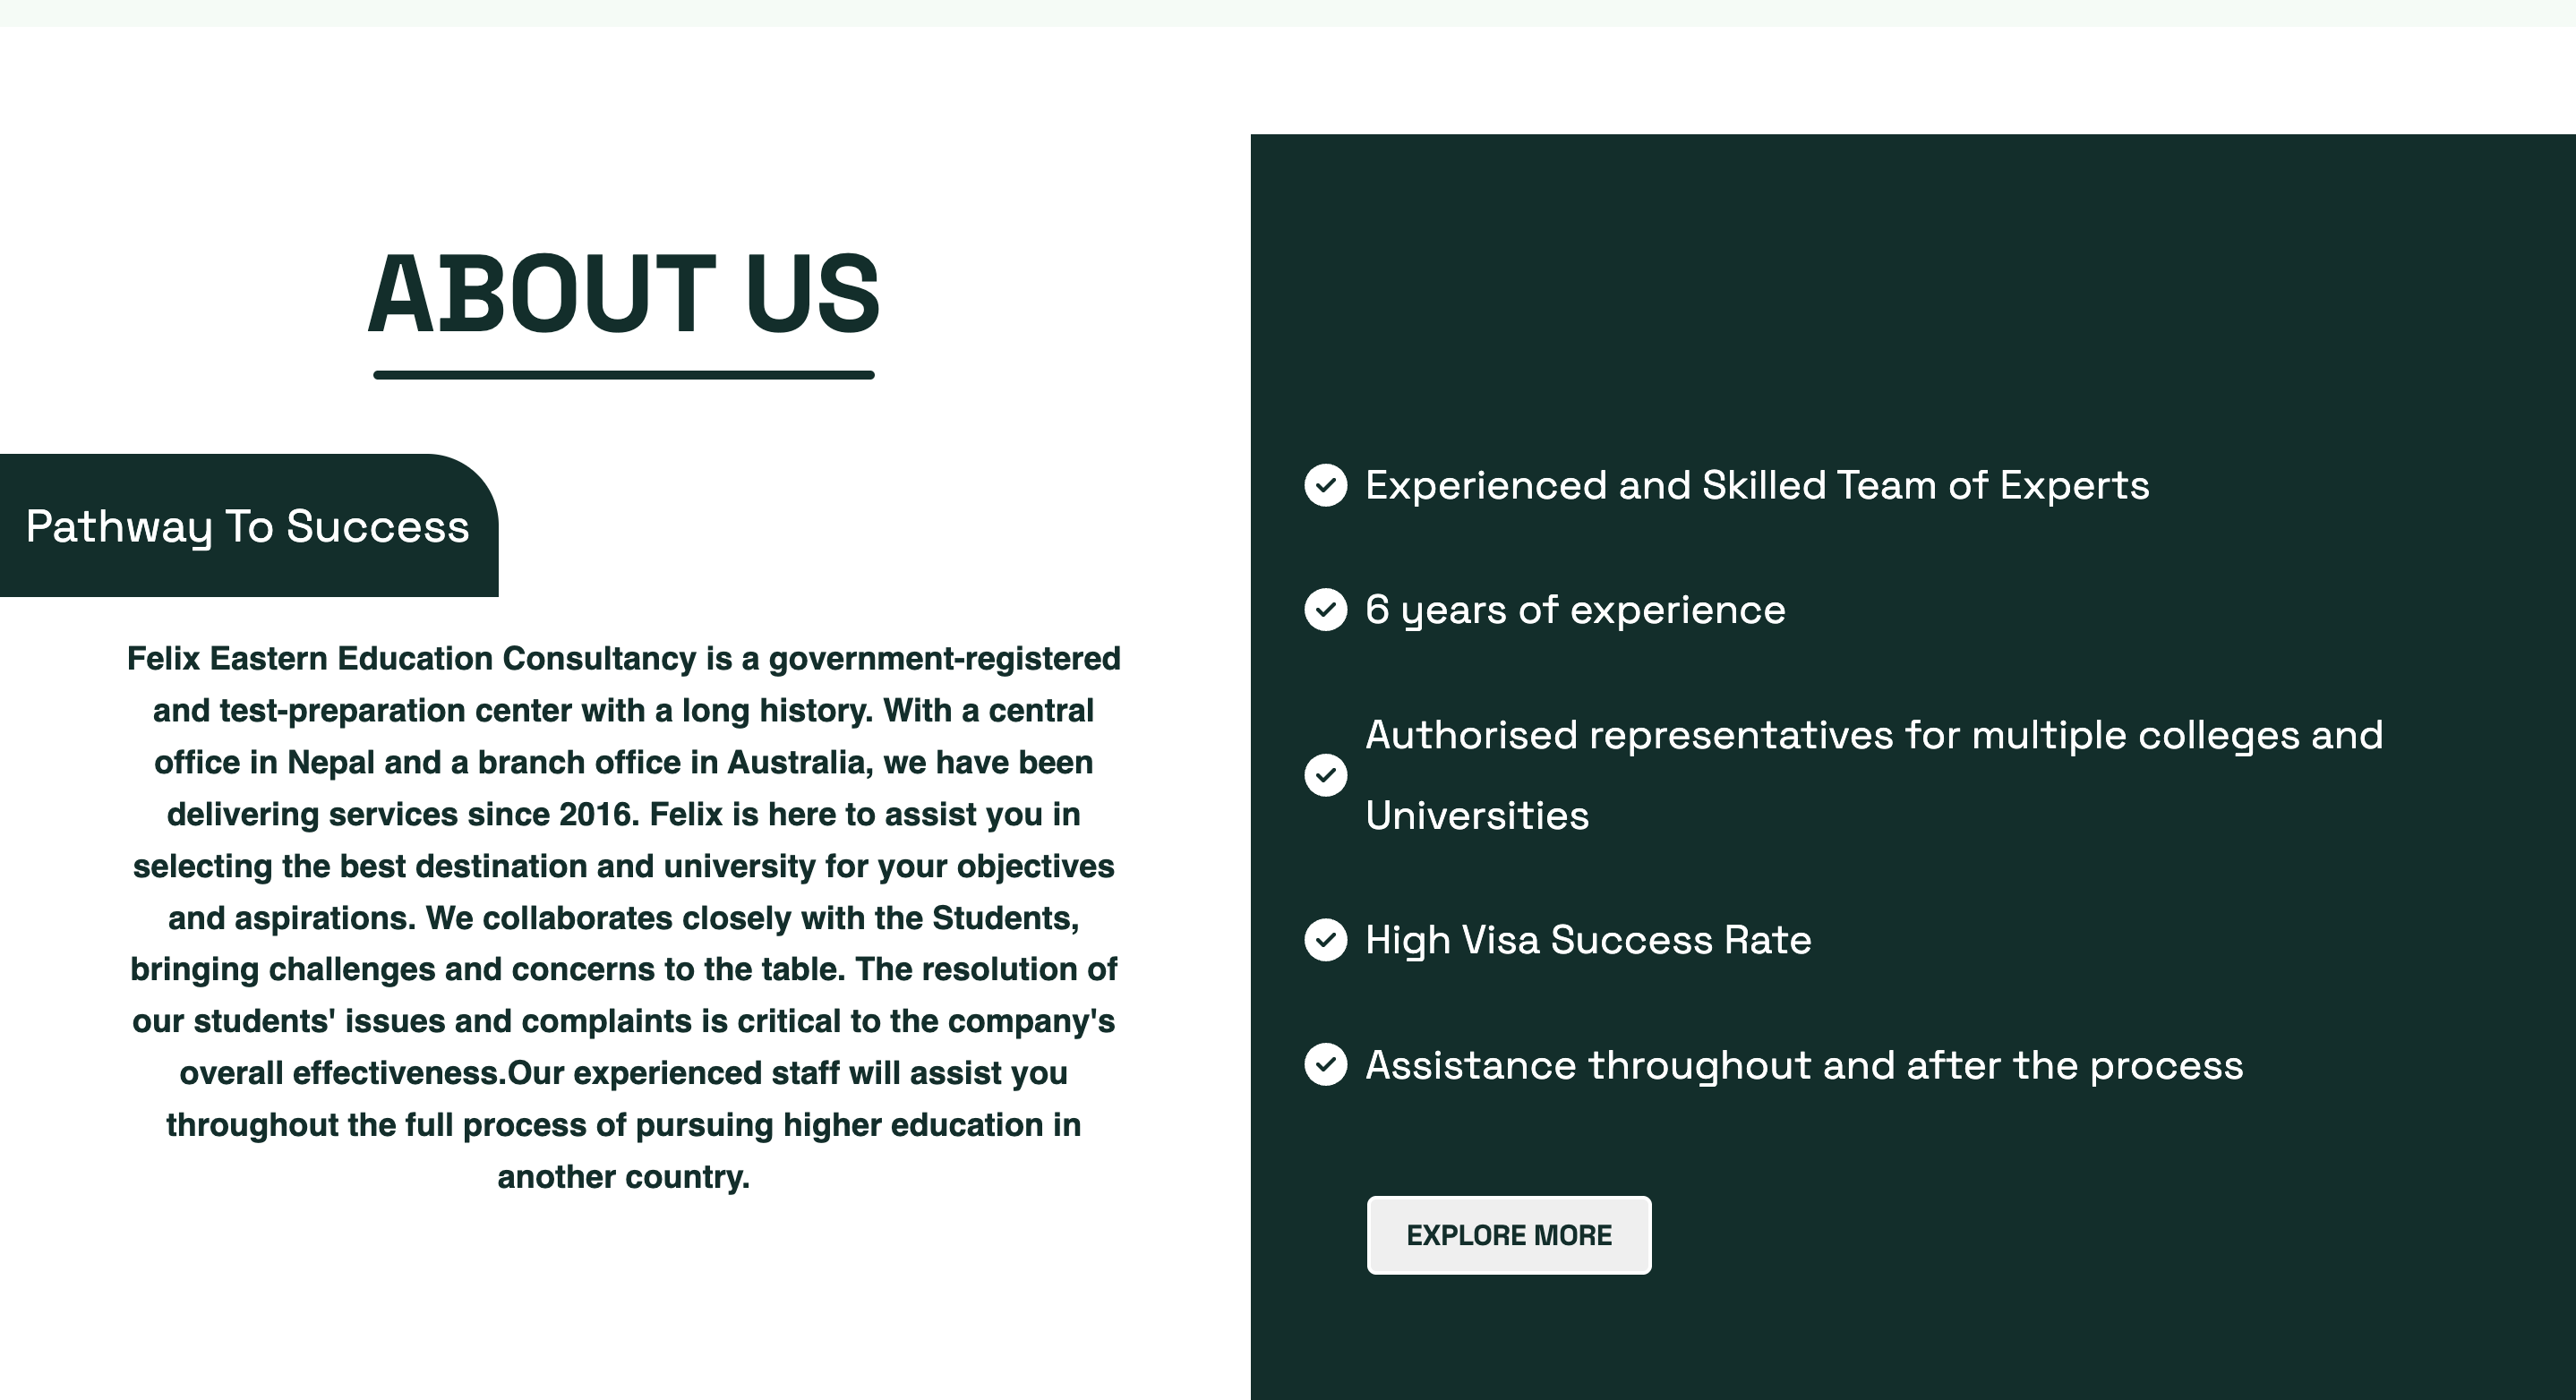 ABOUT US
Pathway To Success
Felix Eastern Education Consultancy is a government-registered
and test-preparation center with a long history. With a central
office in Nepal and a branch office in Australia, we have been
delivering services since 2016. Felix is here to assist you in
selecting the best destination and university for your objectives
and aspirations. We collaborates closely with the Students,
bringing challenges and concerns to the table. The resolution of
our students' issues and complaints is critical to the company's
overall effectiveness.Our experienced staff will assist you
throughout the full process of pursuing higher education in
another country.
Experienced and Skilled Team of Experts
6 years of experience
Authorised representatives for multiple colleges and
Universities
High Visa Success Rate
Assistance throughout and after the process
EXPLORE MORE